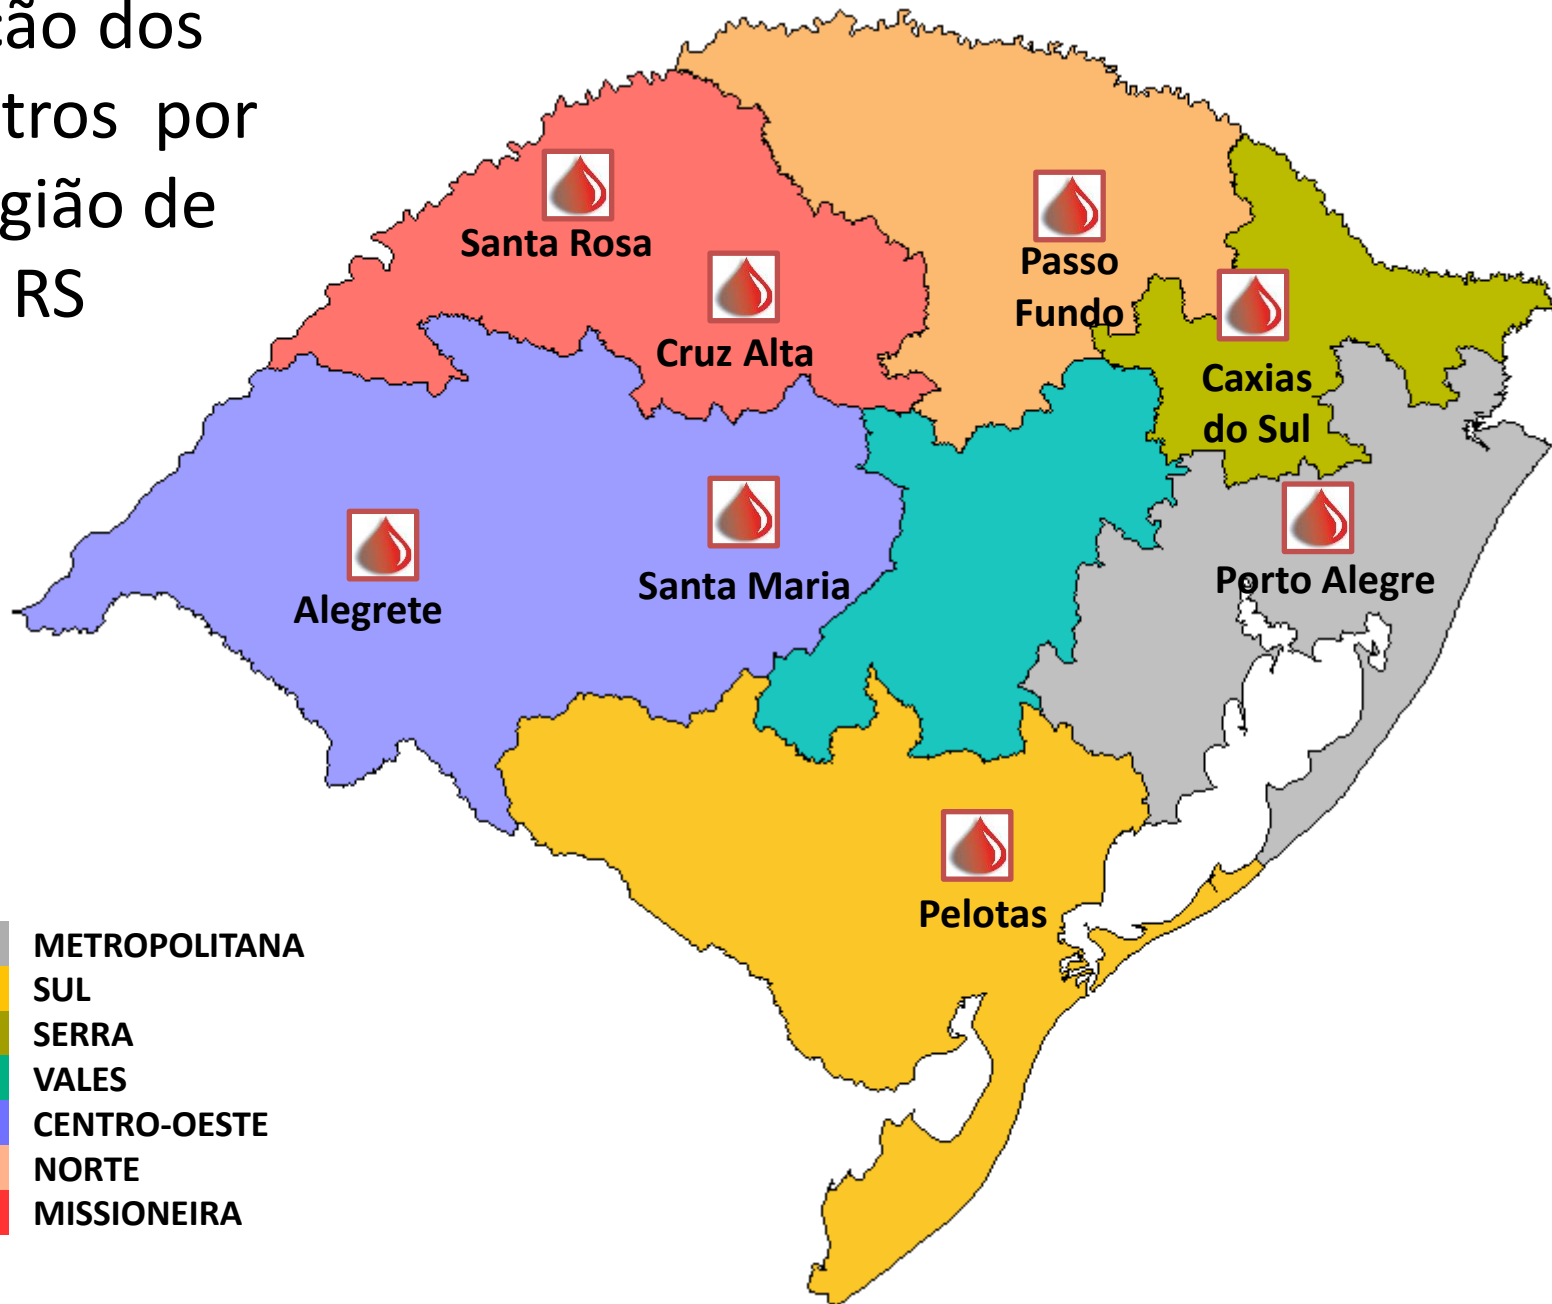 ção dos
tros por
gião de
RS
Santa Rosa
Passo
Fundo
Cruz Alta
Caxias
do Sul
Santa Maria
Porto Alegre
Alegrete
Pelotas
METROPOLITANA
SUL
SERRA
VALES
CENTRO-OESTE
NORTE
MISSIONEIRA